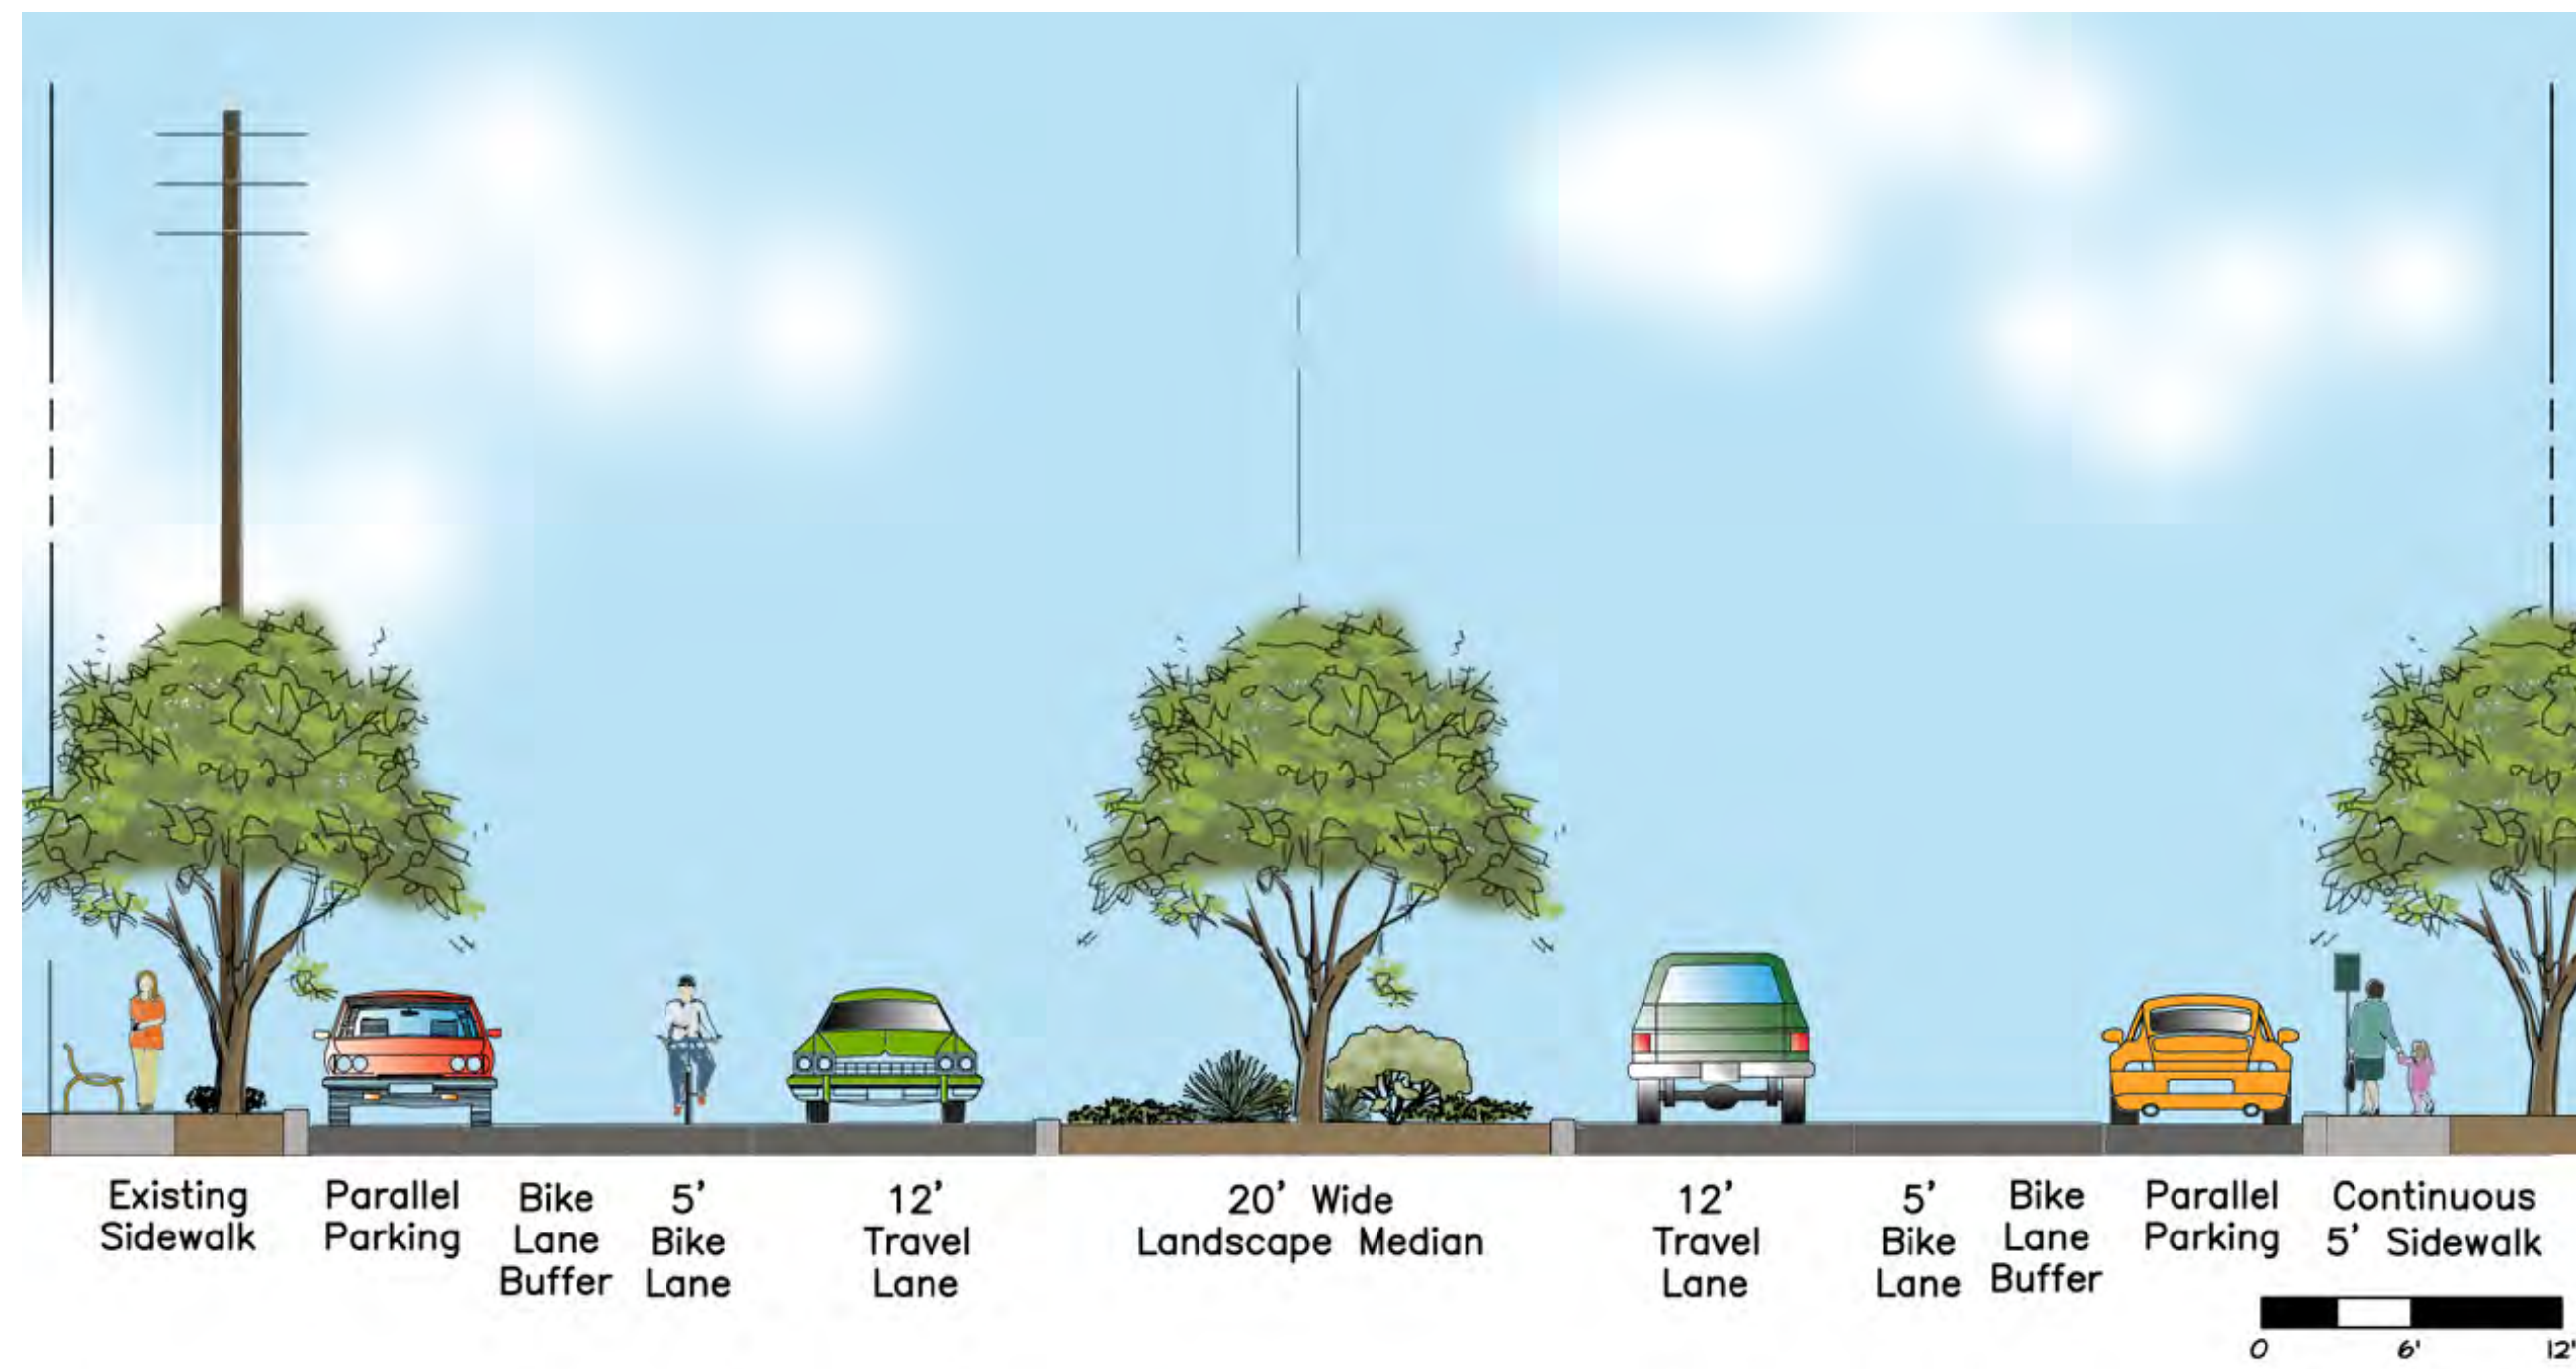 Existing
Sidewalk
Parallel
Parking
Bike
Lane
Buffer
5'
Bike
Lane
12'
Travel
Lane
20' Wide
Landscape Median
12'
Travel
Lane
5'
Bike
Lane
Bike
Lane
Buffer
Parallel
Parking
Continuous
5' Sidewalk
0 6' 12'